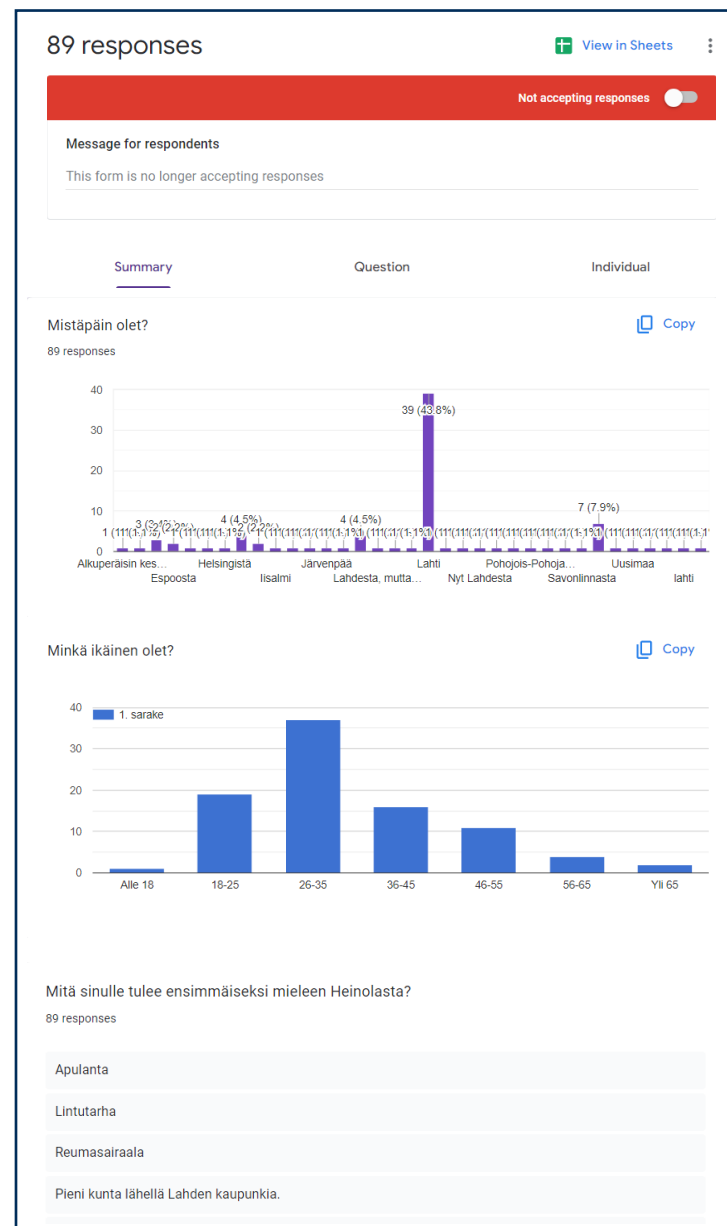 89 responses
View in Sheets
Not accepting responses
Message for respondents
This form is no longer accepting responses
Summary Question Individual
Mistäpäin olet?
Copy
89 responses
40
39 (43,8%)
30
20
7 (7,9%)
10
4 (4,5%) 4 (4,5%)
0
Alkuperäisin kes… Helsingistä Järvenpää Lahti Pohojois-Pohoja… Uusimaa
Espoosta Iisalmi Lahdesta, mutta… Nyt Lahdesta Savonlinnasta lahti
Minkä ikäinen olet?
Copy
40
1. sarake
30
20
10
0
Alle 18 18-25 26-35 36-45 46-55 56-65 Yli 65
Mitä sinulle tulee ensimmäiseksi mieleen Heinolasta?
89 responses
Apulanta
Lintutarha
Reumasairaala
Pieni kunta lähellä Lahden kaupunkia.